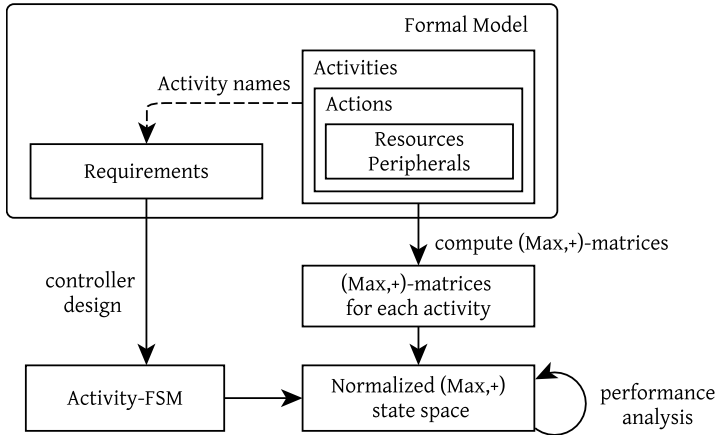 Formal Model
Activities
Activity names
Actions
Resources
Peripherals
Requirements
compute (Max,+)-matrices
controller
design
(Max,+)-matrices
for each activity
Activity-FSM
Normalized (Max,+)
state space
performance
analysis